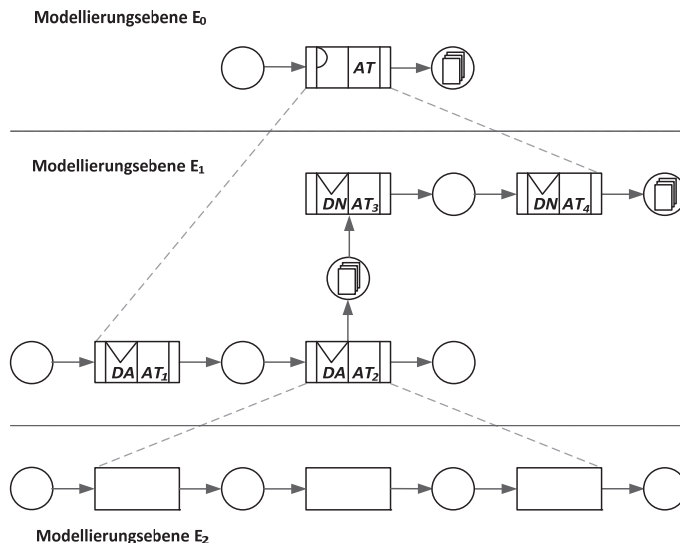 Modellierungsebene E₀
AT
Modellierungsebene E₁
DN AT₃
DN AT₄
DA AT₁
DA AT₂
Modellierungsebene E₂